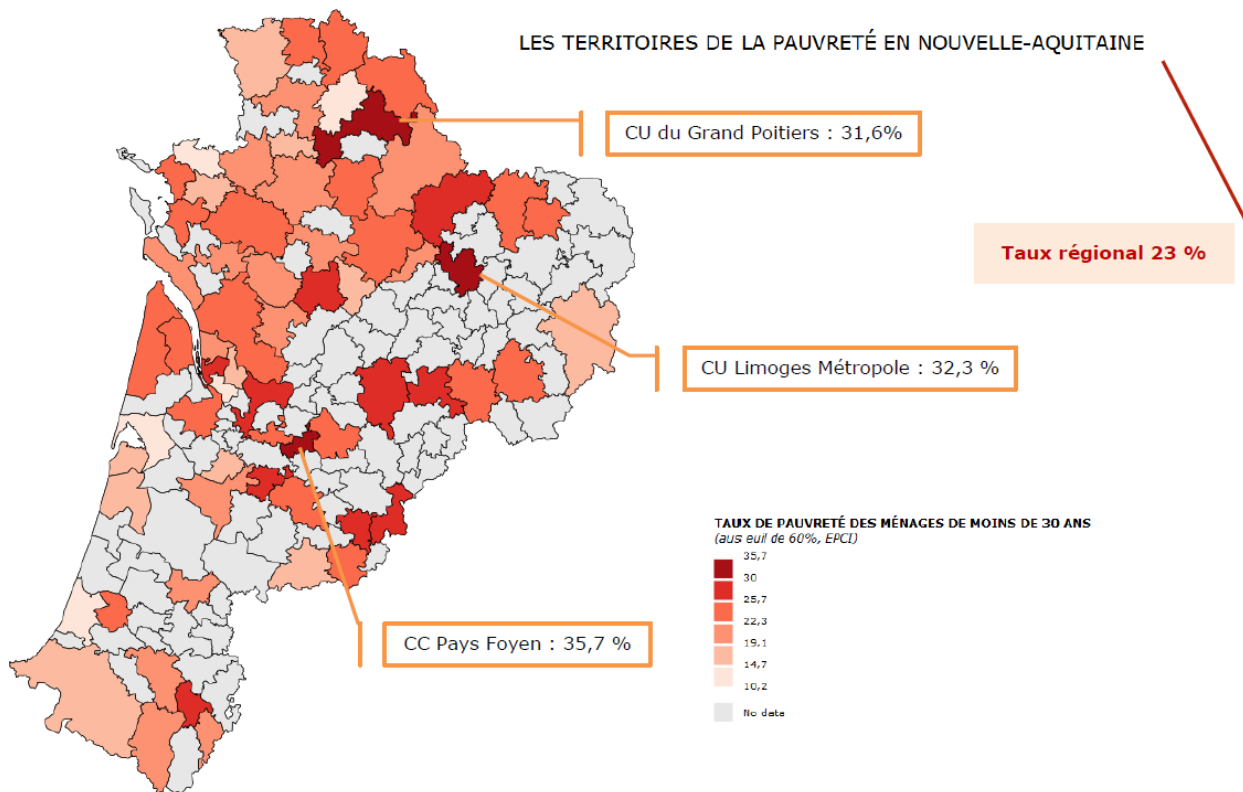 LES TERRITOIRES DE LA PAUVRETÉ EN NOUVELLE-AQUITAINE
CU du Grand Poitiers : 31,6%
Taux régional 23 %
CU Limoges Métropole : 32,3 %
CC Pays Foyen : 35,7 %
TAUX DE PAUVRETÉ DES MÉNAGES DE MOINS DE 30 ANS
(aus euil de 60%, EPCI)
35,7
30
25,7
22,3
19,1
14,7
10,2
No data